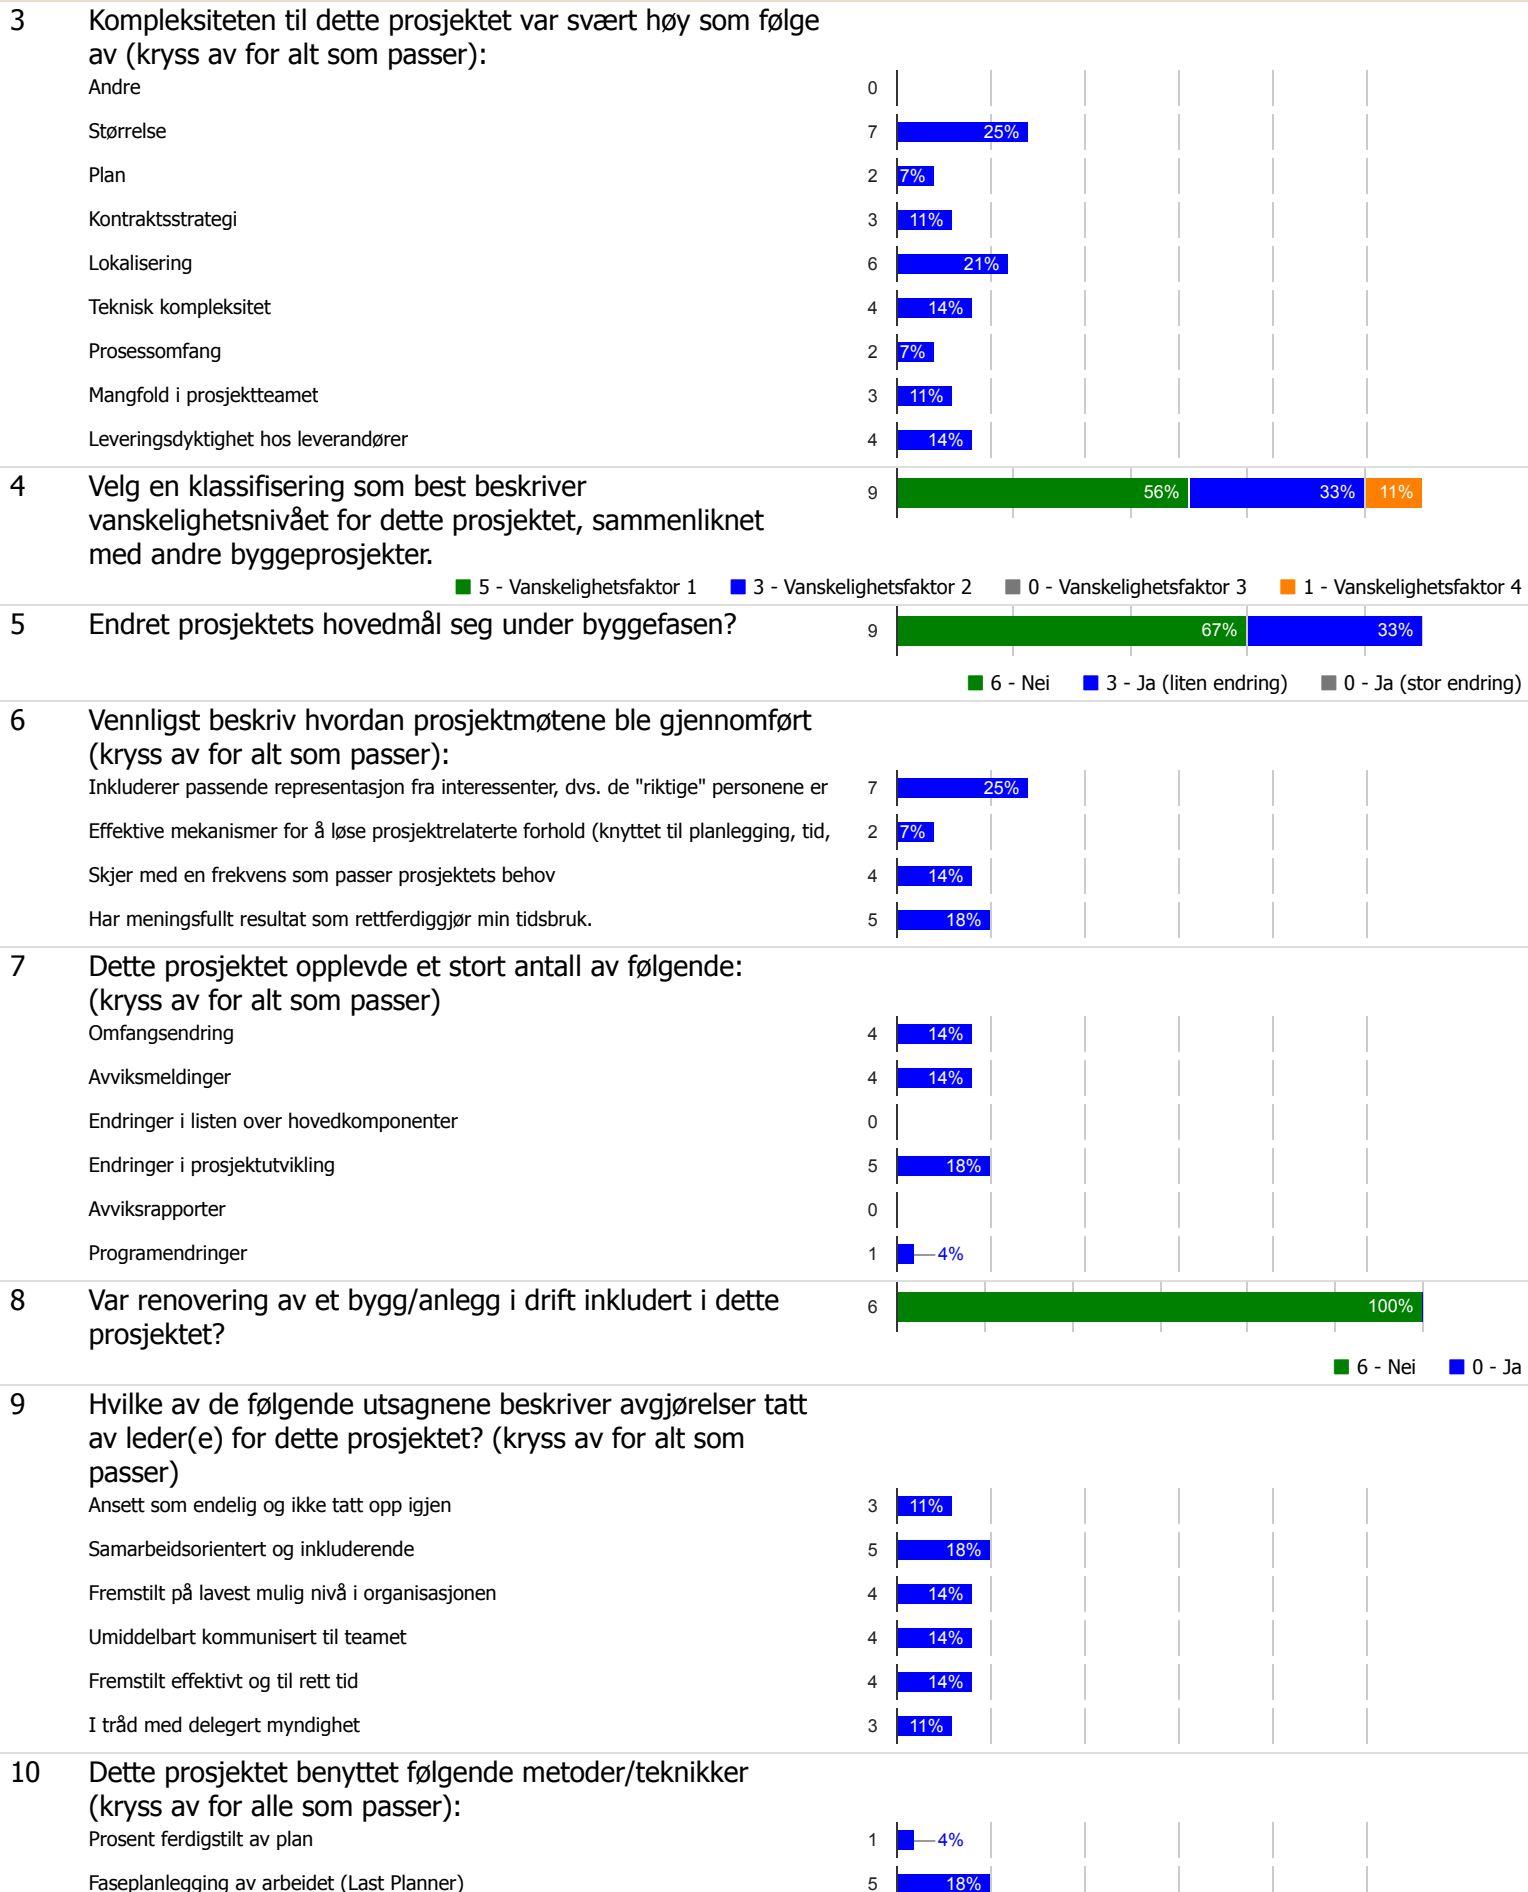 3 Kompleksiteten til dette prosjektet var svært høy som følge
av (kryss av for alt som passer):
Andre 0
Størrelse 7 25%
Plan 2 7%
Kontraktsstrategi 3 11%
Lokalisering 6 21%
Teknisk kompleksitet 4 14%
Prosessomfang 2 7%
Mangfold i prosjektteamet 3 11%
Leveringsdyktighet hos leverandører 4 14%
4 Velg en klassifisering som best beskriver 9 56% 33% 11%
vanskelighetsnivået for dette prosjektet, sammenliknet
med andre byggeprosjekter.
5 - Vanskelighetsfaktor 1 3 - Vanskelighetsfaktor 2 0 - Vanskelighetsfaktor 3 1 - Vanskelighetsfaktor 4
5 Endret prosjektets hovedmål seg under byggefasen? 9 67% 33%
6 - Nei 3 - Ja (liten endring) 0 - Ja (stor endring)
6 Vennligst beskriv hvordan prosjektmøtene ble gjennomført
(kryss av for alt som passer):
Inkluderer passende representasjon fra interessenter, dvs. de "riktige" personene er 7 25%
Effektive mekanismer for å løse prosjektrelaterte forhold (knyttet til planlegging, tid, 2 7%
Skjer med en frekvens som passer prosjektets behov 4 14%
Har meningsfullt resultat som rettferdiggjør min tidsbruk. 5 18%
7 Dette prosjektet opplevde et stort antall av følgende:
(kryss av for alt som passer)
Omfangsendring 4 14%
Avviksmeldinger 4 14%
Endringer i listen over hovedkomponenter 0
Endringer i prosjektutvikling 5 18%
Avviksrapporter 0
Programendringer 1 4%
8 Var renovering av et bygg/anlegg i drift inkludert i dette 6 100%
prosjektet?
6 - Nei 0 - Ja
9 Hvilke av de følgende utsagnene beskriver avgjørelser tatt
av leder(e) for dette prosjektet? (kryss av for alt som
passer)
Ansett som endelig og ikke tatt opp igjen 3 11%
Samarbeidsorientert og inkluderende 5 18%
Fremstilt på lavest mulig nivå i organisasjonen 4 14%
Umiddelbart kommunisert til teamet 4 14%
Fremstilt effektivt og til rett tid 4 14%
I tråd med delegert myndighet 3 11%
10 Dette prosjektet benyttet følgende metoder/teknikker
(kryss av for alle som passer):
Prosent ferdigstilt av plan 1 4%
Faseplanlegging av arbeidet (Last Planner) 5 18%